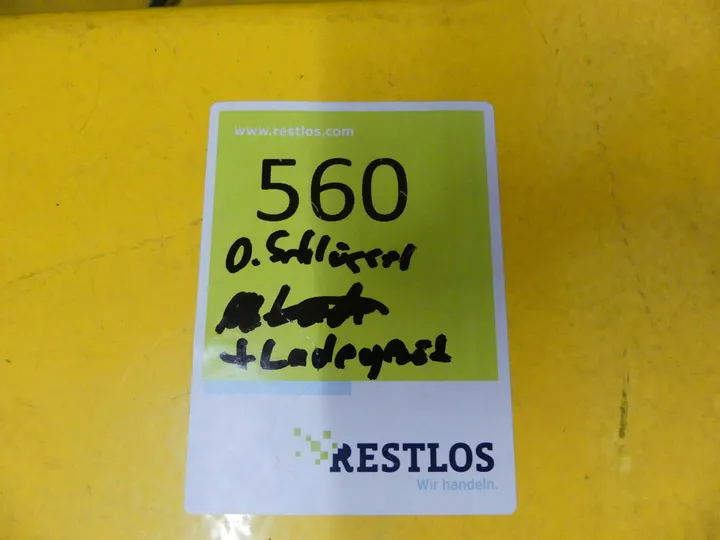 www.restlos.com
560
O. Schlüssel
+ Ladegerät
RESTLOS
Wir handeln.